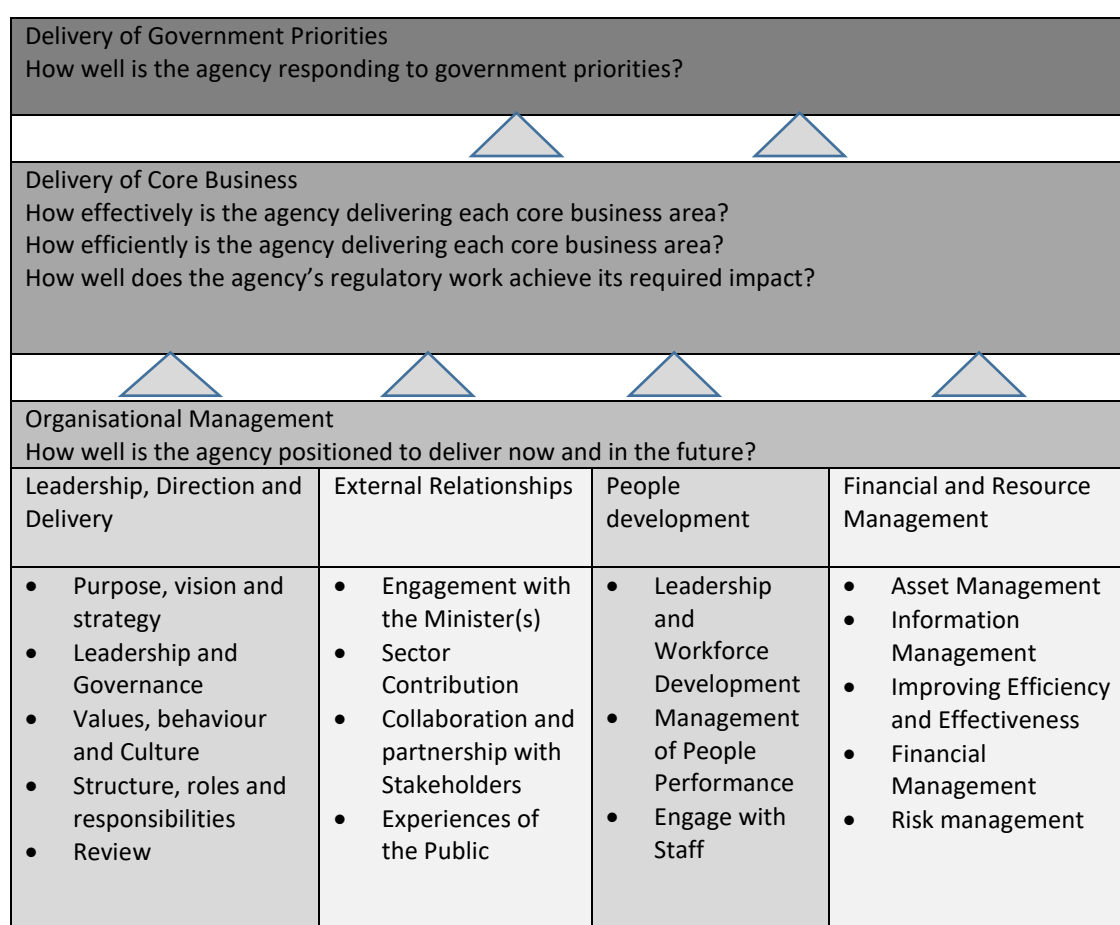 Delivery of Government Priorities
How well is the agency responding to government priorities?
Delivery of Core Business
How effectively is the agency delivering each core business area?
How efficiently is the agency delivering each core business area?
How well does the agency’s regulatory work achieve its required impact?
Organisational Management
How well is the agency positioned to deliver now and in the future?
Leadership, Direction and
Delivery
External Relationships
People
development
Financial and Resource
Management
• Purpose, vision and
strategy
• Leadership and
Governance
• Values, behaviour
and Culture
• Structure, roles and
responsibilities
• Review
• Engagement with
the Minister(s)
• Sector
Contribution
• Collaboration and
partnership with
Stakeholders
• Experiences of
the Public
• Leadership
and
Workforce
Development
• Management
of People
Performance
• Engage with
Staff
• Asset Management
• Information
Management
• Improving Efficiency
and Effectiveness
• Financial
Management
• Risk management